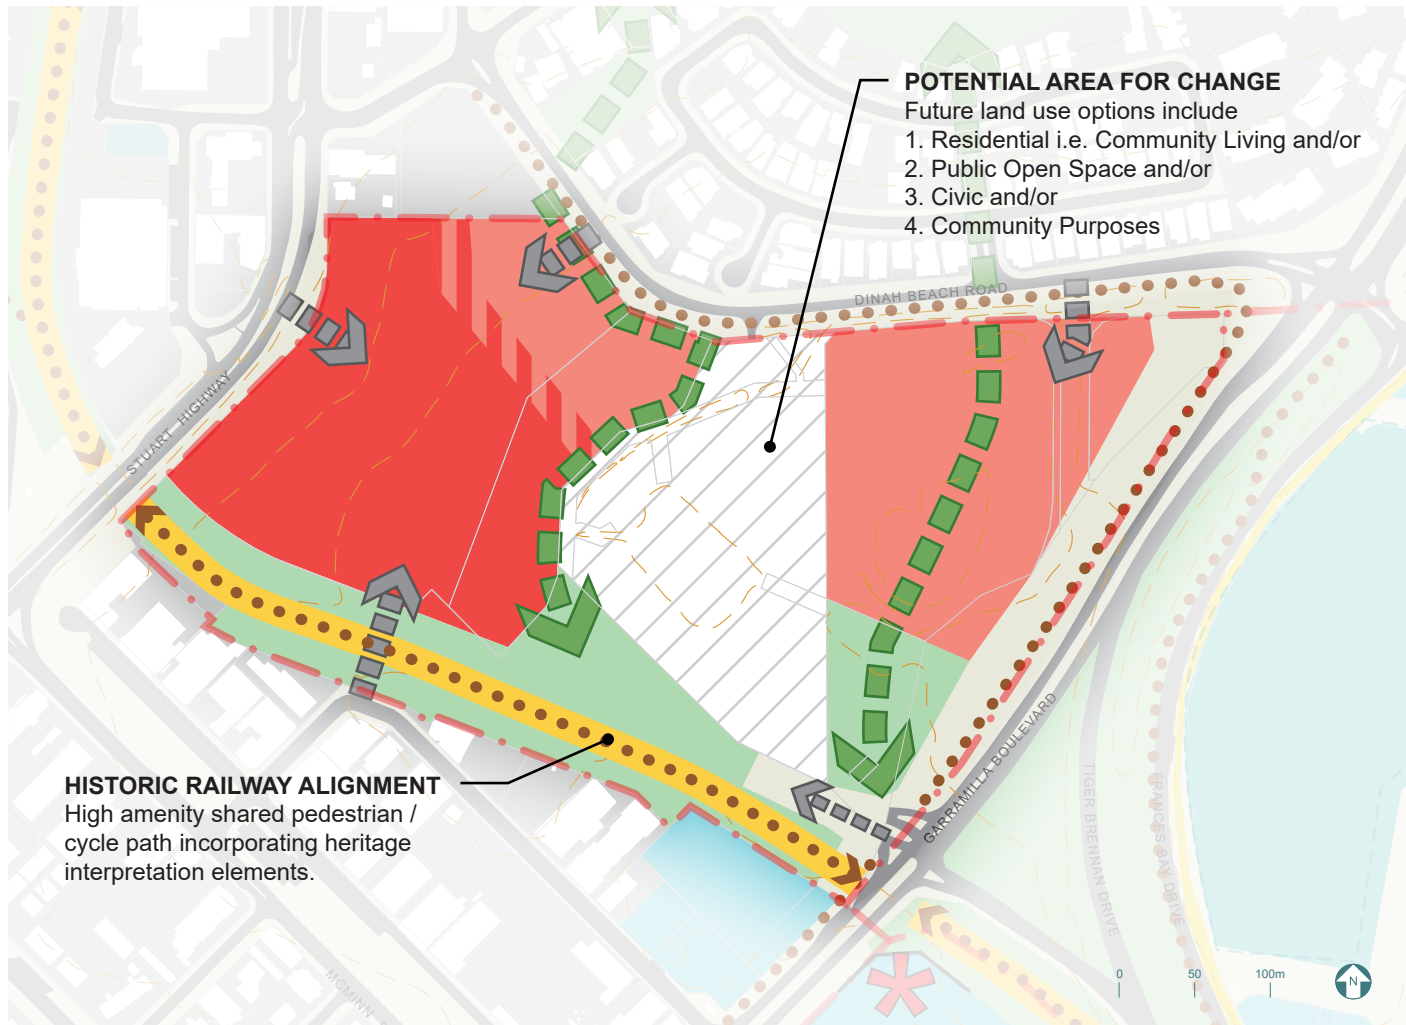 POTENTIAL AREA FOR CHANGE
Future land use options include
1. Residential i.e. Community Living and/or
2. Public Open Space and/or
3. Civic and/or
4. Community Purposes
DINAH BEACH ROAD
STUART HIGHWAY
HISTORIC RAILWAY ALIGNMENT
High amenity shared pedestrian /
cycle path incorporating heritage
interpretation elements.
GARRAMILLA BOULEVARD
TIGER BRENNAN DRIVE
FRANCES BAY DRIVE
MCMINN
0 50 100m
N